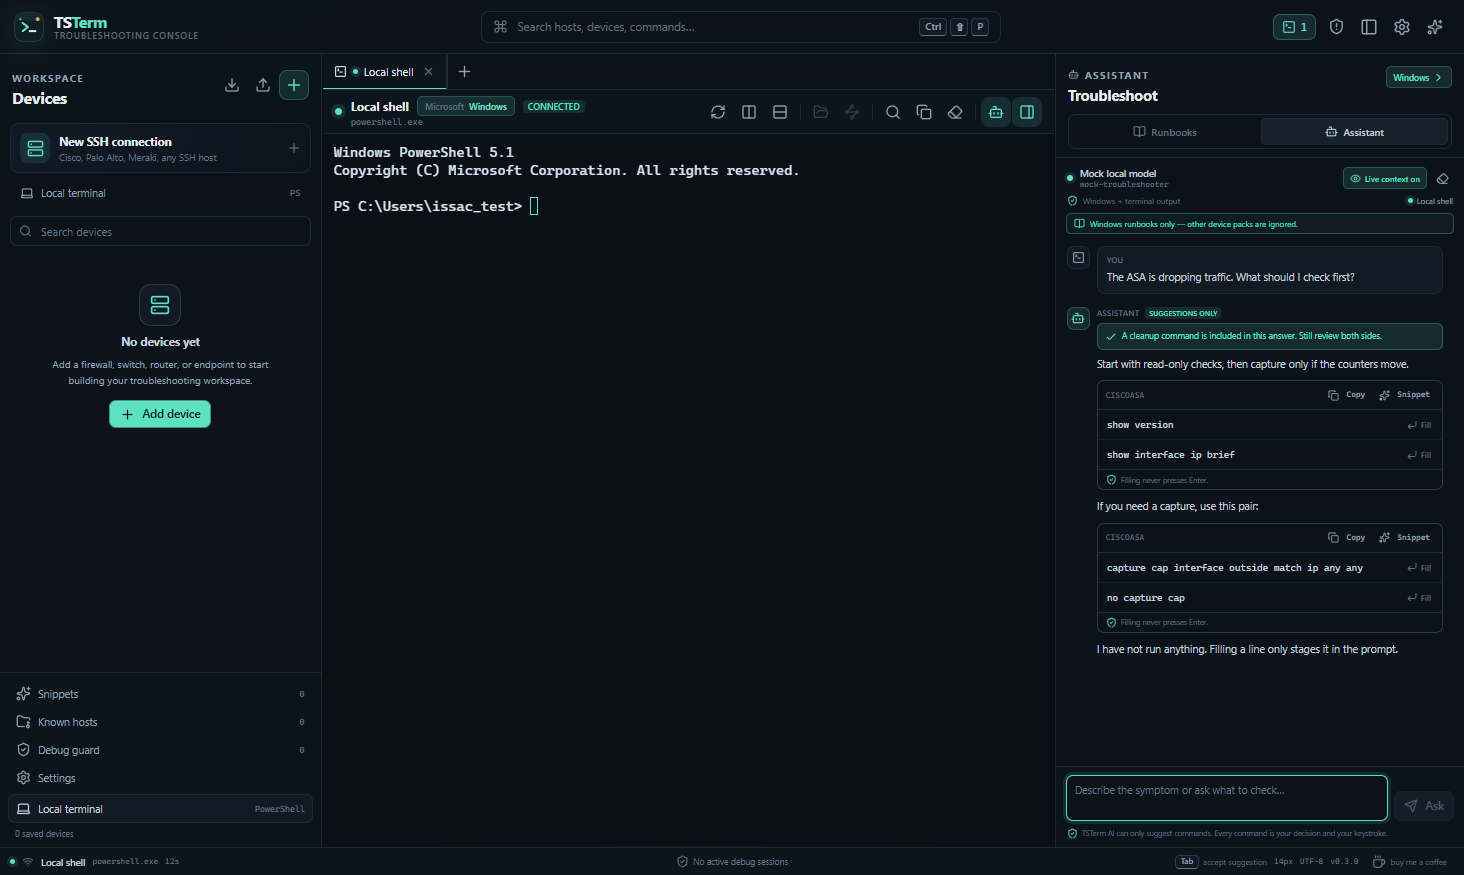 TSTerm
TROUBLESHOOTING CONSOLE
Search hosts, devices, commands...
Ctrl
P
1
WORKSPACE
Devices
New SSH connection
Cisco, Palo Alto, Meraki, any SSH host
Local terminal PS
Search devices
No devices yet
Add a firewall, switch, router, or endpoint to start
building your troubleshooting workspace.
Add device
Snippets 0
Known hosts 0
Debug guard 0
Settings
Local terminal PowerShell
0 saved devices
Local shell
Local shell Microsoft Windows CONNECTED
powershell.exe
Windows PowerShell 5.1
Copyright (C) Microsoft Corporation. All rights reserved.
PS C:\Users\issac_test>
ASSISTANT
Troubleshoot
Windows
Runbooks
Assistant
Mock local model
mock-troubleshooter
Live context on
Windows + terminal output
Local shell
Windows runbooks only — other device packs are ignored.
YOU
The ASA is dropping traffic. What should I check first?
ASSISTANT SUGGESTIONS ONLY
A cleanup command is included in this answer. Still review both sides.
Start with read-only checks, then capture only if the counters move.
CISCOASA Copy Snippet
show version Fill
show interface ip brief Fill
Filling never presses Enter.
If you need a capture, use this pair:
CISCOASA Copy Snippet
capture cap interface outside match ip any any Fill
no capture cap Fill
Filling never presses Enter.
I have not run anything. Filling a line only stages it in the prompt.
Describe the symptom or ask what to check...
Ask
TSTerm AI can only suggest commands. Every command is your decision and your keystroke.
Local shell powershell.exe 12s
No active debug sessions
Tab accept suggestion 14px UTF-8 v0.3.0 buy me a coffee